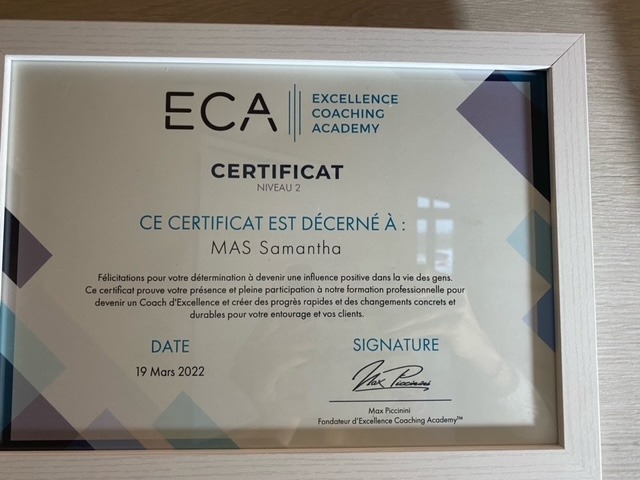 ECA
EXCELLENCE
COACHING
ACADEMY
CERTIFICAT
NIVEAU 2
CE CERTIFICAT EST DÉCERNÉ À :
MAS Samantha
Félicitations pour votre détermination à devenir une influence positive dans la vie des gens.
Ce certificat prouve votre présence et pleine participation à notre formation professionnelle pour
devenir un Coach d'Excellence et créer des progrès rapides et des changements concrets et
durables pour votre entourage et vos clients.
DATE
19 Mars 2022
SIGNATURE
Max Piccinini
Max Piccinini
Fondateur d'Excellence Coaching Academy™